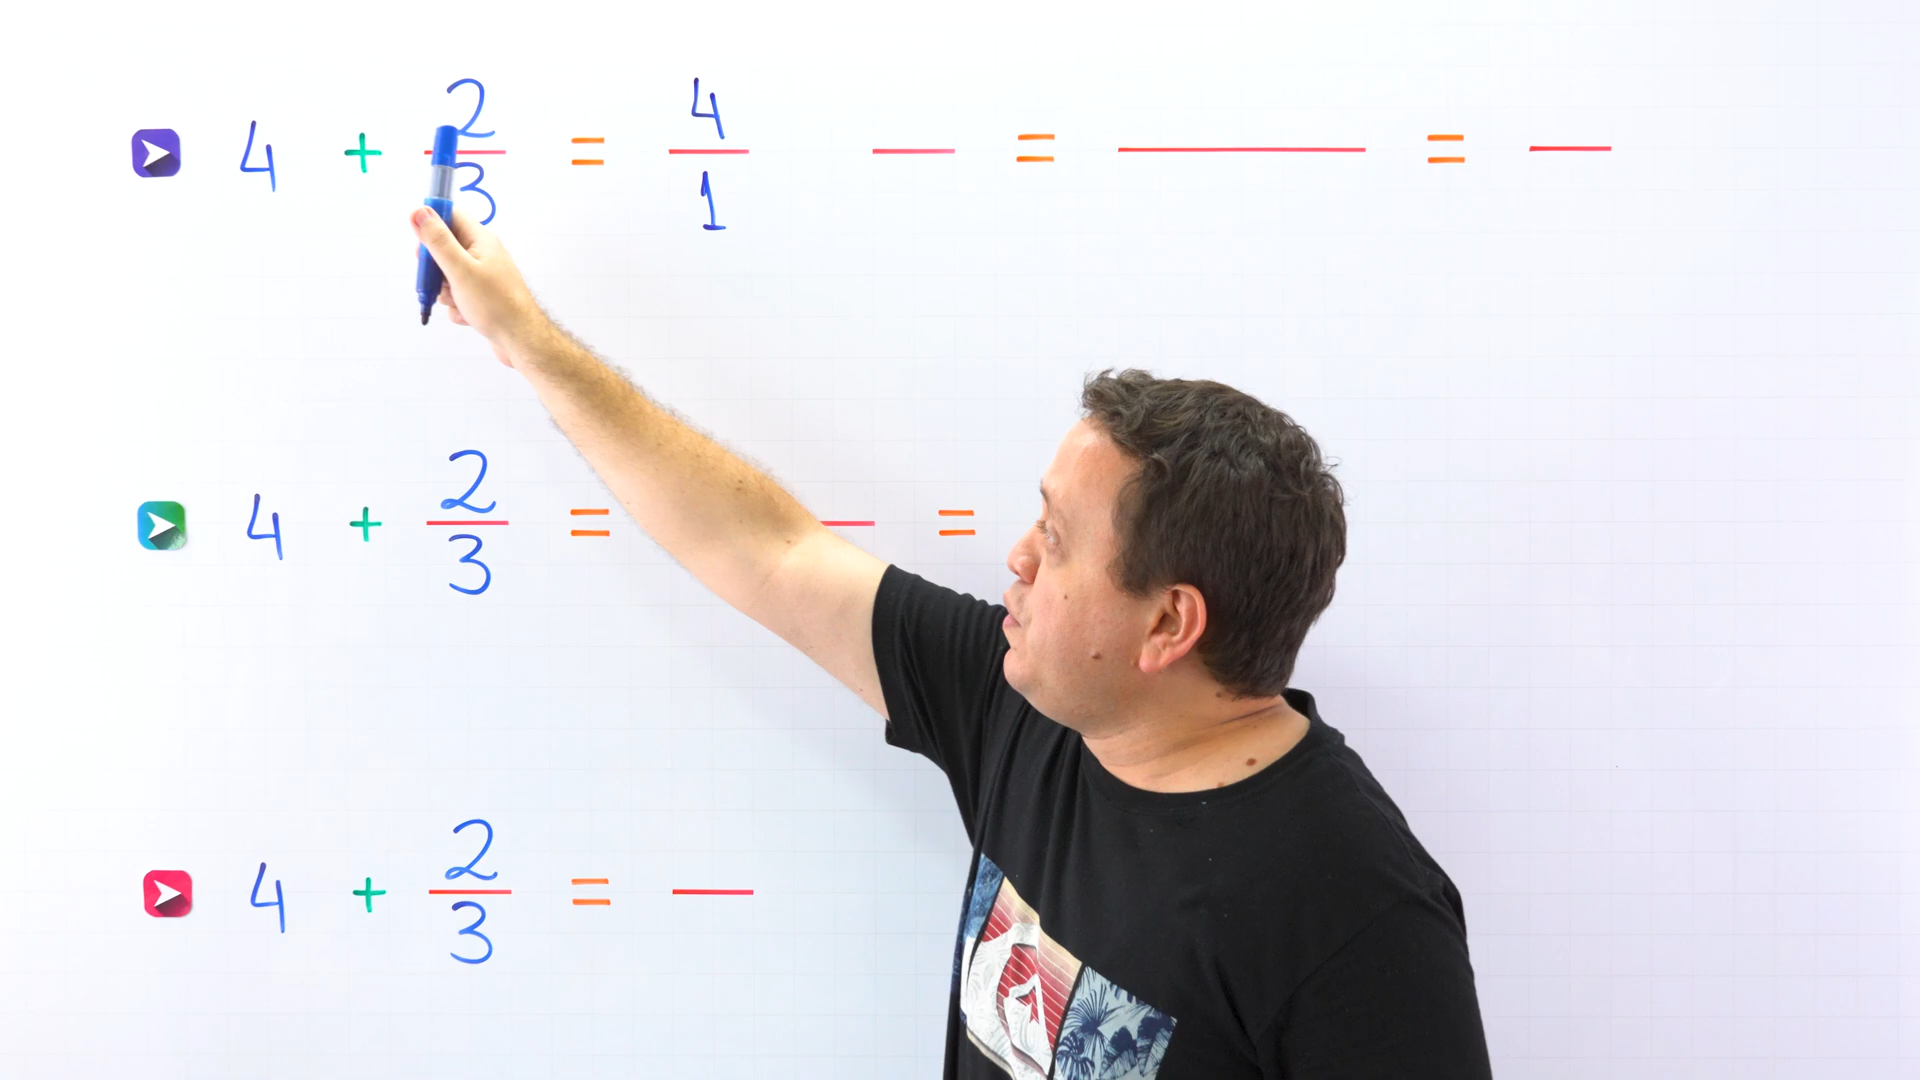 4 + 2/3 = 4/1 — = — = —
4 + 2/3 = — =
4 + 2/3 = —